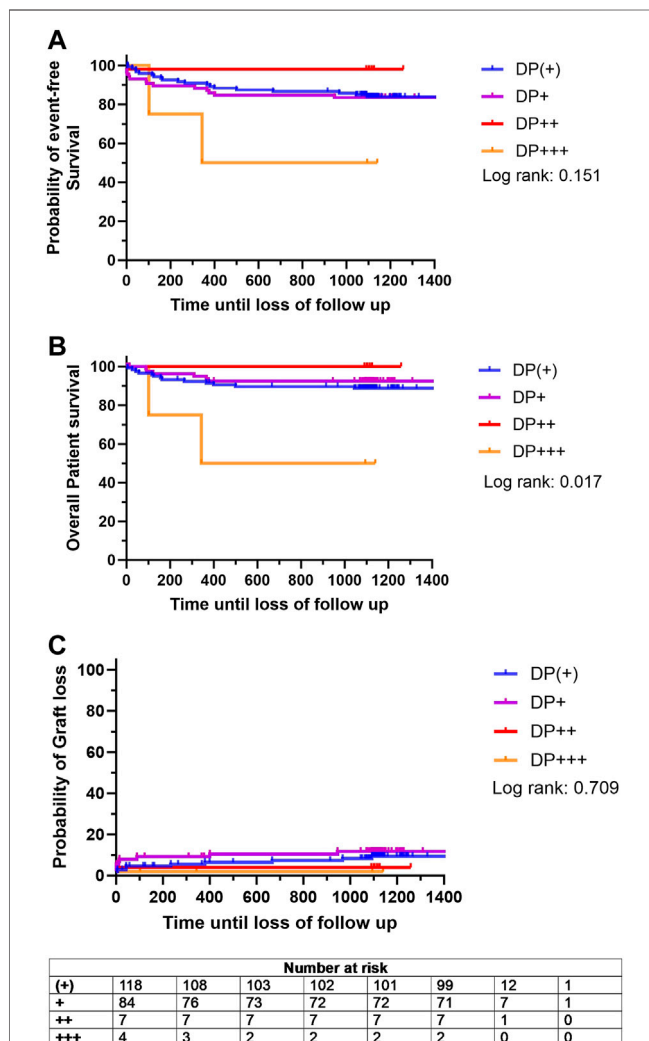 A
Probability of event-free
Survival
100
80
60
40
20
0
0 200 400 600 800 1000 1200 1400
Time until loss of follow up
DP(+)
DP+
DP++
DP+++
Log rank: 0.151
B
Overall Patient survival
100
80
60
40
20
0
0 200 400 600 800 1000 1200 1400
Time until loss of follow up
DP(+)
DP+
DP++
DP+++
Log rank: 0.017
C
Probability of Graft loss
100
80
60
40
20
0
0 200 400 600 800 1000 1200 1400
Time until loss of follow up
DP(+)
DP+
DP++
DP+++
Log rank: 0.709
Number at risk
(+) 118 108 103 102 101 99 12 1
+ 84 76 73 72 72 71 7 1
++ 7 7 7 7 7 7 1 0
+++ 4 3 2 2 2 2 0 0